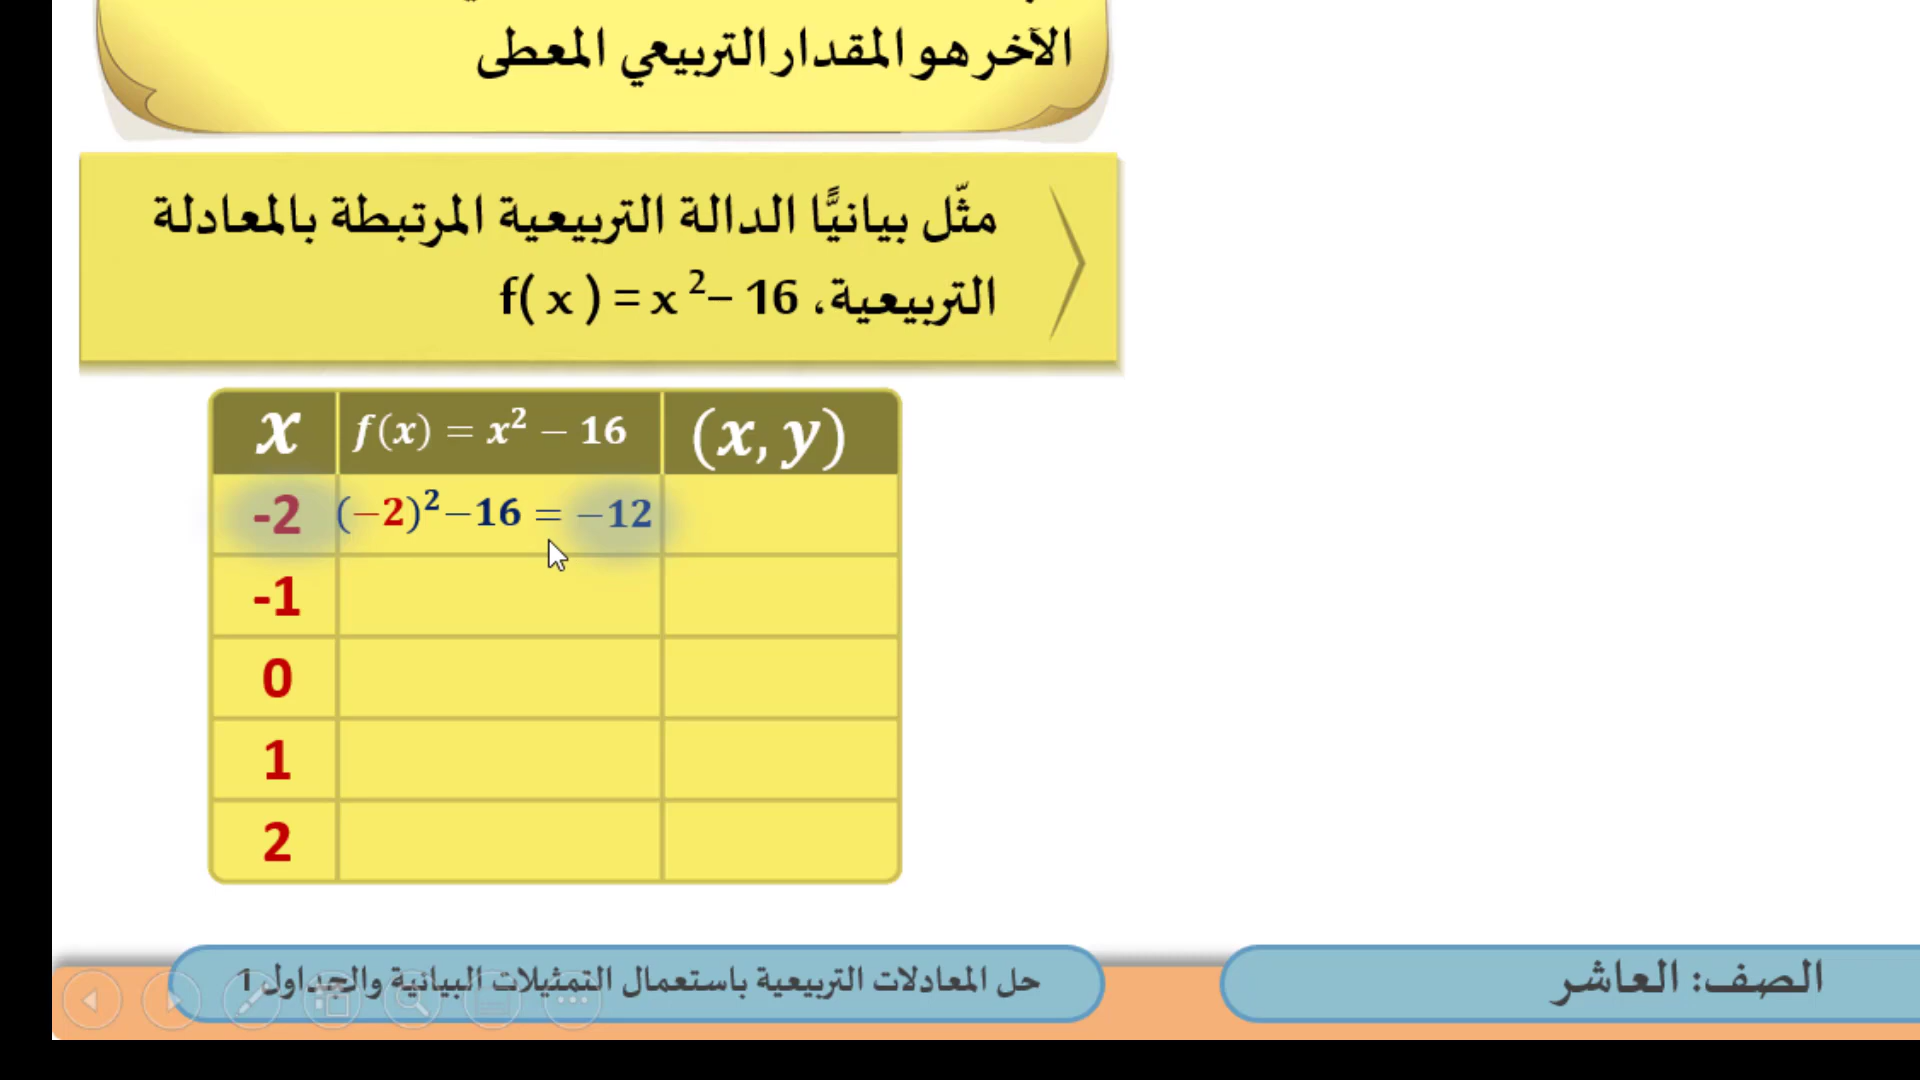 الآخر هو المقدار التربيعي المعطى
مثّل بيانيًّا الدالة التربيعية المرتبطة بالمعادلة
التربيعية، f( x ) = x ²– 16
x f(x) = x² − 16 (x, y)
-2 (−2)² −16 = −12
-1
0
1
2
حل المعادلات التربيعية باستعمال التمثيلات البيانية والجداول 1
الصف: العاشر